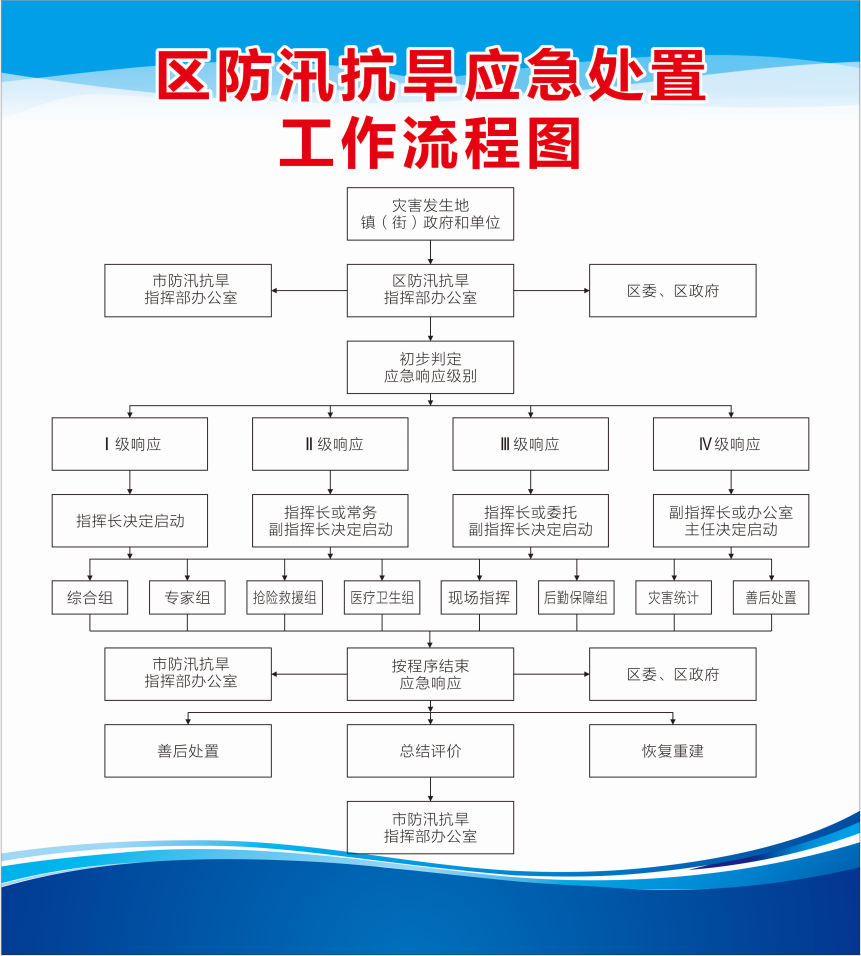 区防汛抗旱应急处置
工作流程图
灾害发生地
镇（街）政府和单位
市防汛抗旱
指挥部办公室
区防汛抗旱
指挥部办公室
区委、区政府
初步判定
应急响应级别
Ⅰ级响应
Ⅱ级响应
Ⅲ级响应
Ⅳ级响应
指挥长决定启动
指挥长或常务
副指挥长决定启动
指挥长或委托
副指挥长决定启动
副指挥长或办公室
主任决定启动
综合组
专家组
抢险救援组
医疗卫生组
现场指挥
后勤保障组
灾害统计
善后处置
市防汛抗旱
指挥部办公室
按程序结束
应急响应
区委、区政府
善后处置
总结评价
恢复重建
市防汛抗旱
指挥部办公室